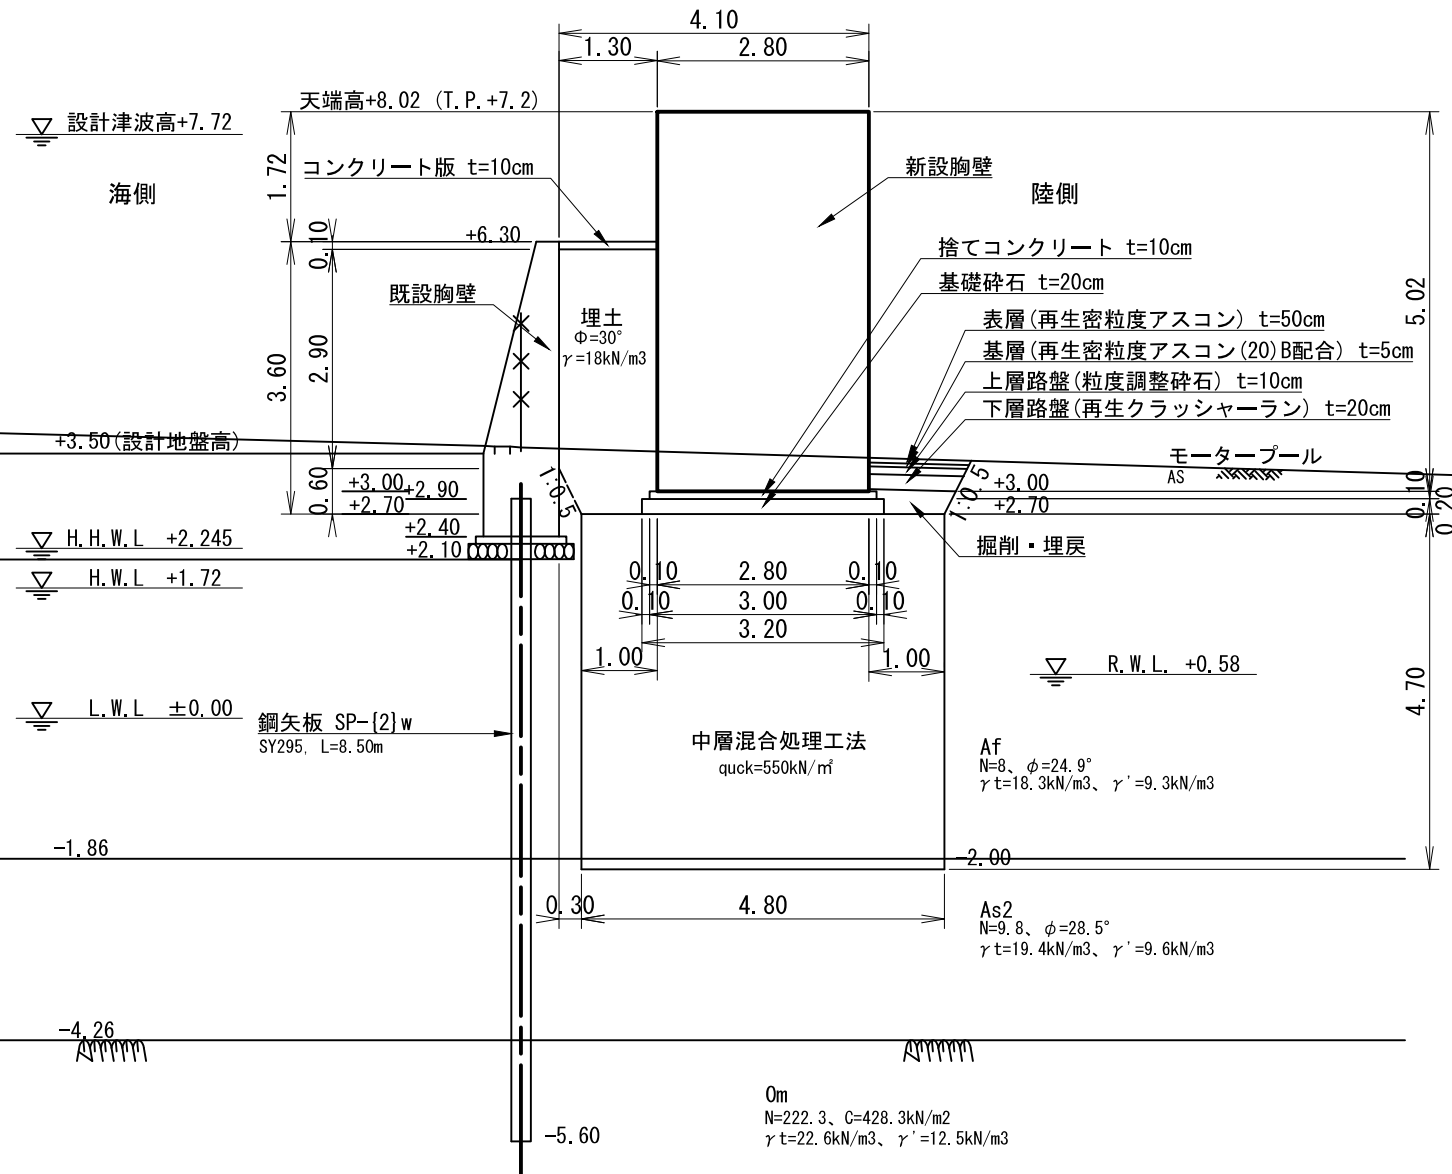 4.10
1.30
2.80
天端高+8.02 (T.P.+7.2)
設計津波高+7.72
1.72
コンクリート版 t=10cm
新設胸壁
海側
陸側
0.10
+6.30
捨てコンクリート t=10cm
基礎砕石 t=20cm
既設胸壁
埋土
Φ=30°
γ=18kN/m3
5.02
表層(再生密粒度アスコン) t=50cm
基層(再生密粒度アスコン(20)B配合) t=5cm
上層路盤(粒度調整砕石) t=10cm
下層路盤(再生クラッシャーラン) t=20cm
3.60
2.90
+3.50(設計地盤高)
モータープール
AS
0.60
+3.00
+2.90
+2.70
1:0.5
1:0.5
+3.00
+2.70
0.10
0.20
+2.40
+2.10
H.H.W.L +2.245
掘削・埋戻
H.W.L +1.72
0.10
2.80
0.10
0.10
3.00
0.10
3.20
1.00
1.00
R.W.L. +0.58
4.70
L.W.L ±0.00
鋼矢板 SP-{2}w
SY295, L=8.50m
中層混合処理工法
quck=550kN/㎡
Af
N=8、φ=24.9°
γt=18.3kN/m3、γ'=9.3kN/m3
-1.86
-2.00
0.30
4.80
As2
N=9.8、φ=28.5°
γt=19.4kN/m3、γ'=9.6kN/m3
-4.26
Om
N=222.3、C=428.3kN/m2
γt=22.6kN/m3、γ'=12.5kN/m3
-5.60